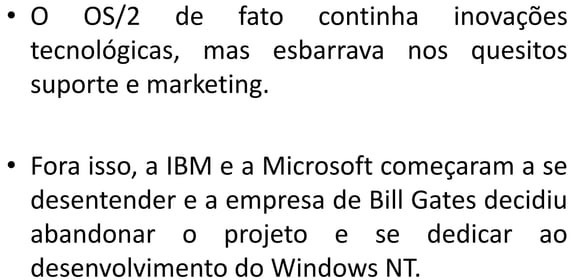 • O OS/2 de fato continha inovações
tecnológicas, mas esbarrava nos quesitos
suporte e marketing.
• Fora isso, a IBM e a Microsoft começaram a se
desentender e a empresa de Bill Gates decidiu
abandonar o projeto e se dedicar ao
desenvolvimento do Windows NT.